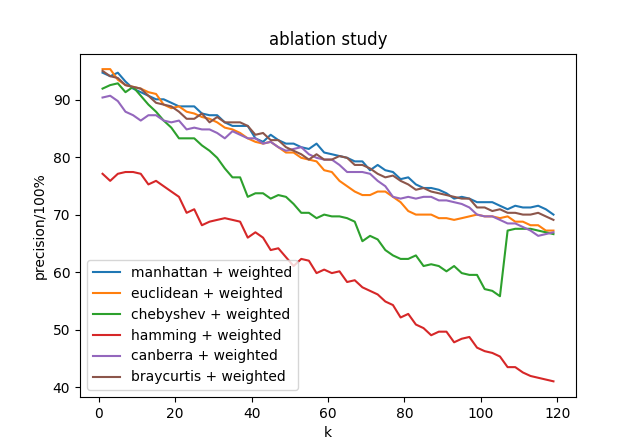 ablation study
precision/100%
90
80
70
60
50
40
manhattan + weighted
euclidean + weighted
chebyshev + weighted
hamming + weighted
canberra + weighted
braycurtis + weighted
0 20 40 60 80 100 120
k